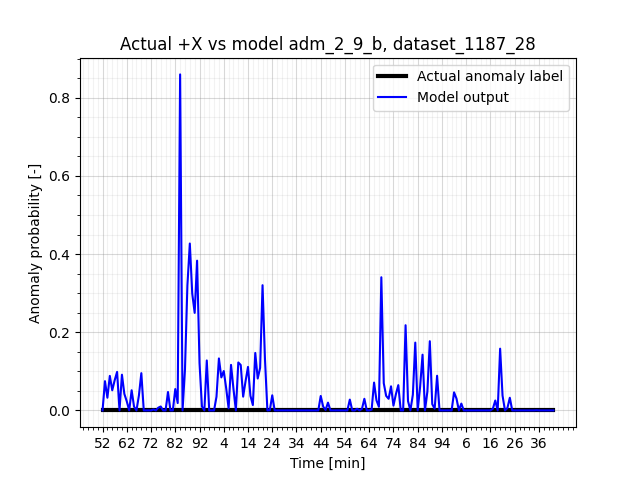 Actual +X vs model adm_2_9_b, dataset_1187_28
Actual anomaly label
Model output
Anomaly probability [-]
0.8
0.6
0.4
0.2
0.0
52 62 72 82 92 4 14 24 34 44 54 64 74 84 94 6 16 26 36
Time [min]